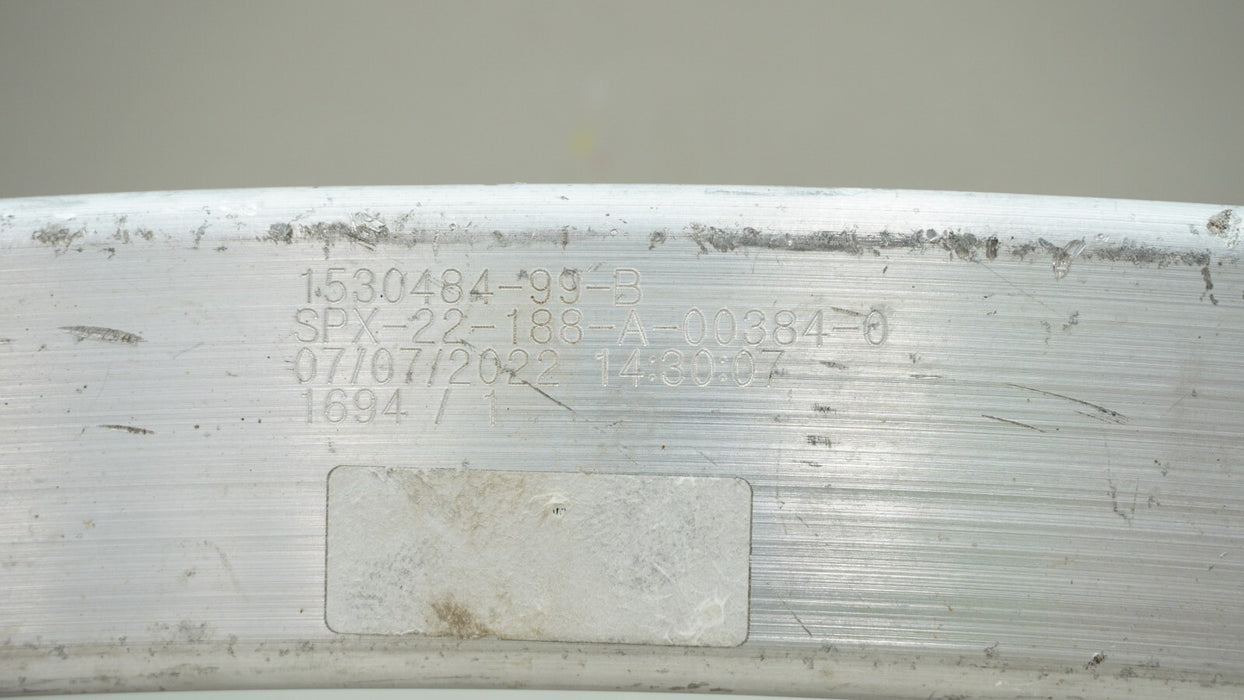 1530484-99-B
SPX-22-188-A-00384-0
07/07/2022 14:30:07
1694 / 1